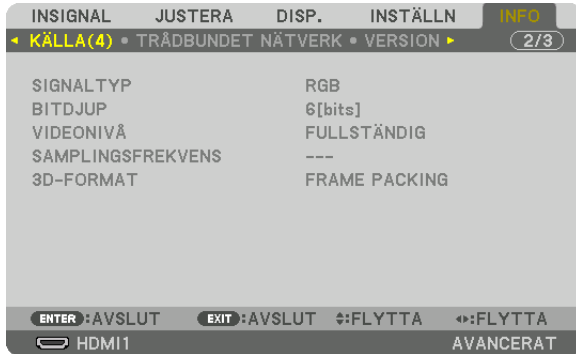 INSIGNAL JUSTERA DISP. INSTÄLLN INFO
KÄLLA(4) • TRÅDBUNDET NÄTVERK • VERSION 2/3
SIGNALTYP RGB
BITDJUP 6[bits]
VIDEONIVÅ FULLSTÄNDIG
SAMPLINGSFREKVENS ---
3D-FORMAT FRAME PACKING
ENTER :AVSLUT EXIT :AVSLUT :FLYTTA :FLYTTA
HDMI1 AVANCERAT